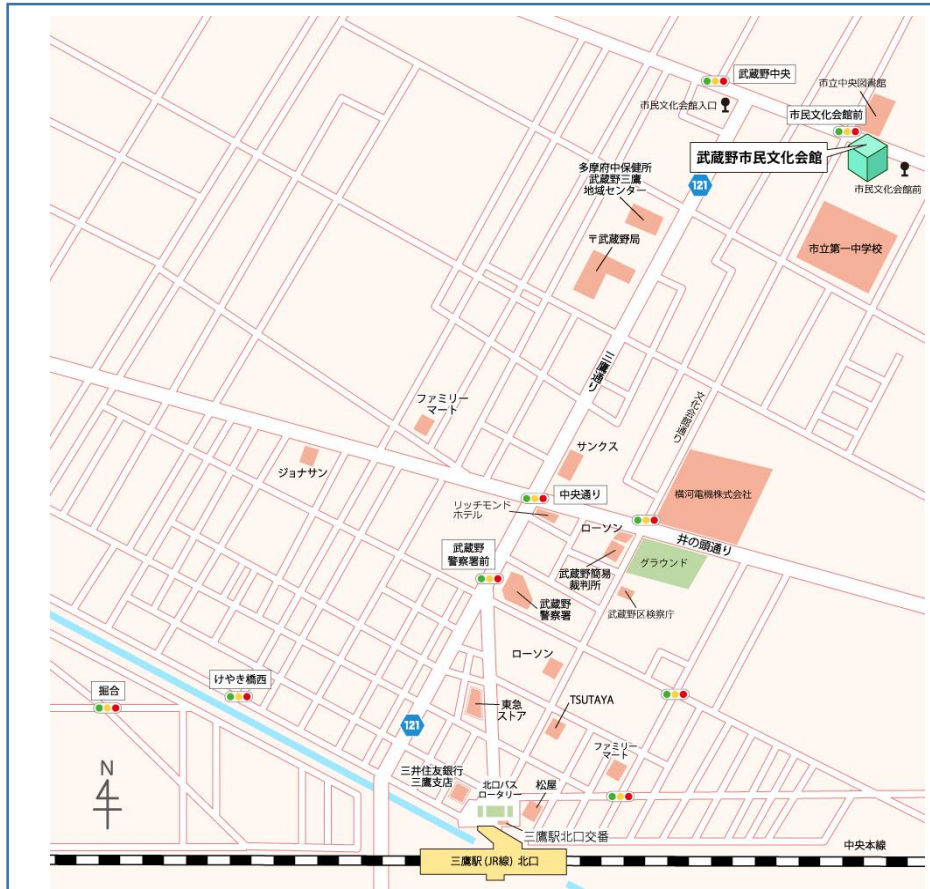 武蔵野中央
市立中央図書館
市民文化会館入口
市民文化会館前
武蔵野市民文化会館
多摩府中保健所
武蔵野三鷹
地域センター
121
市民文化会館前
〒武蔵野局
市立第一中学校
三鷹通り
文化会館通り
ファミリー
マート
サンクス
ジョナサン
中央通り
横河電機株式会社
リッチモンド
ホテル
ローソン
井の頭通り
武蔵野
警察署前
武蔵野簡易
裁判所
グラウンド
武蔵野
警察署
武蔵野区検察庁
ローソン
けやき橋西
掘合
東急
ストア
TSUTAYA
121
ファミリー
マート
N
三井住友銀行
三鷹支店
北口バス
ロータリー
松屋
三鷹駅北口交番
中央本線
三鷹駅(JR線) 北口